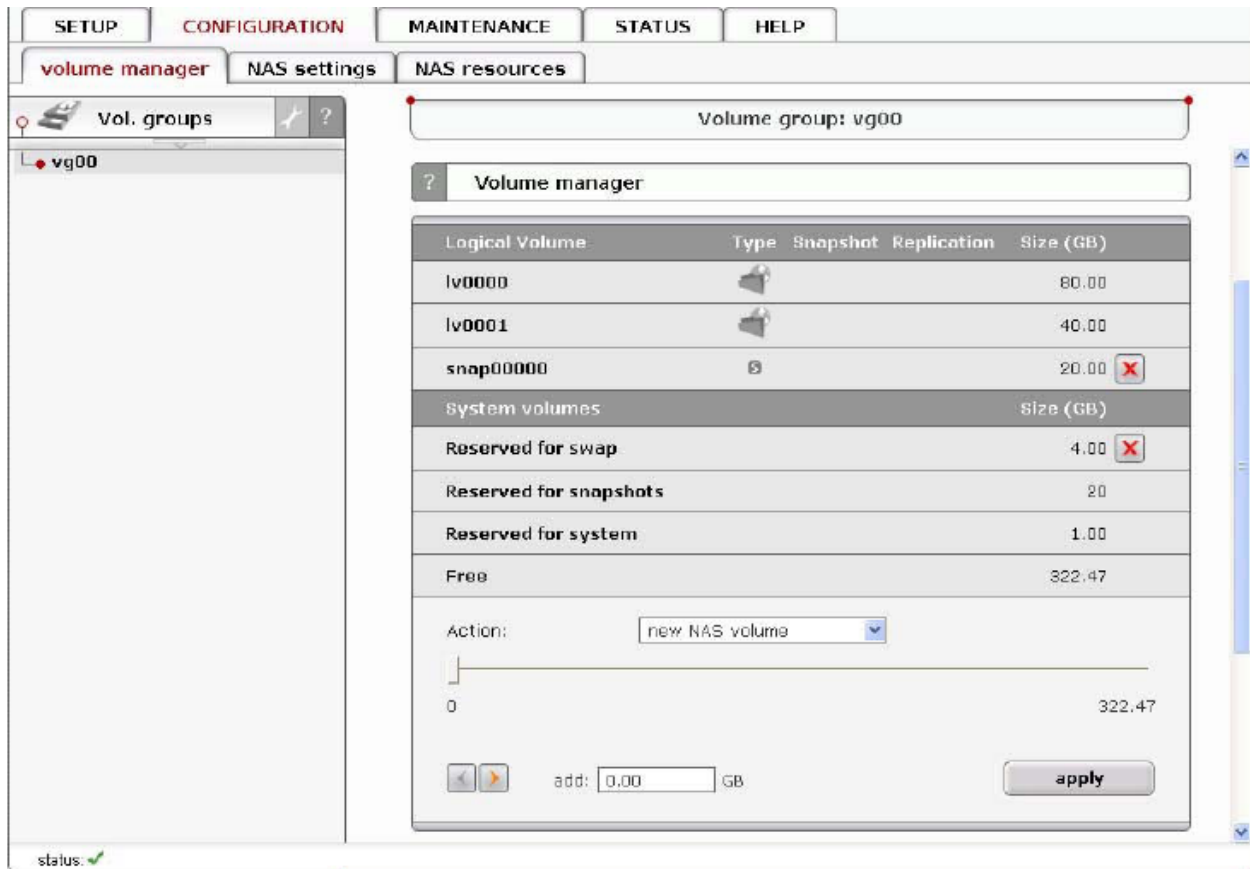 SETUP CONFIGURATION MAINTENANCE STATUS HELP
volume manager NAS settings NAS resources
Vol. groups ?
vg00
Volume group: vg00
? Volume manager
Logical Volume Type Snapshot Replication Size (GB)
lv0000 80.00
lv0001 40.00
snap00000 S 20.00
System volumes Size (GB)
Reserved for swap 4.00
Reserved for snapshots 20
Reserved for system 1.00
Free 322.47
Action: new NAS volume
0 322.47
add: 0.00 GB apply
status: